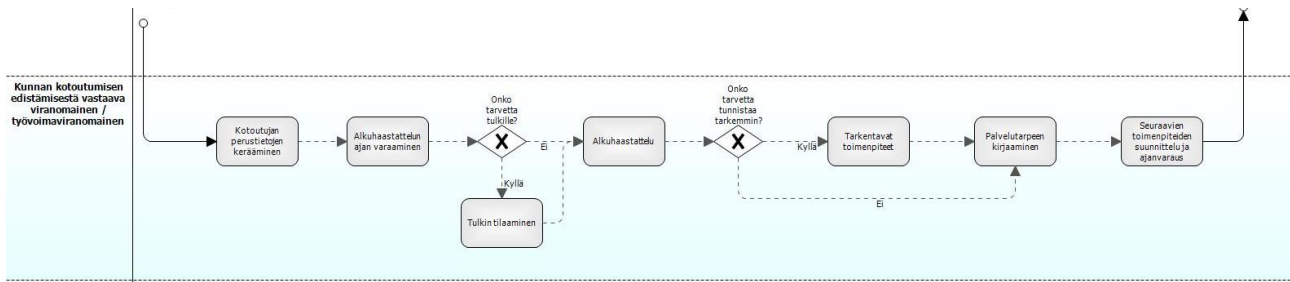 Kunnan kotoutumisen
edistämisestä vastaava
viranomainen /
työvoimaviranomainen
Kotoutujan
perustietojen
kerääminen
Alkuhaastattelun
ajan varaaminen
Onko
tarvetta
tulkille?
Ei
Kyllä
Tulkin tilaaminen
Alkuhaastattelu
Onko
tarvetta
tunnistaa
tarkemmin?
Kyllä
Ei
Tarkentavat
toimenpiteet
Palvelutarpeen
kirjaaminen
Seuraavien
toimenpiteiden
suunnittelu ja
ajanvaraus